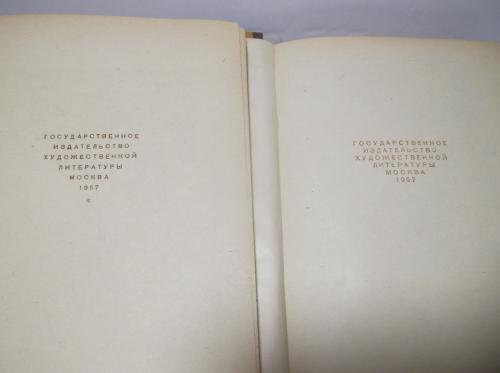 ГОСУДАРСТВЕННОЕ
ИЗДАТЕЛЬСТВО
ХУДОЖЕСТВЕННОЙ
ЛИТЕРАТУРЫ
МОСКВА
1957
ГОСУДАРСТВЕННОЕ
ИЗДАТЕЛЬСТВО
ХУДОЖЕСТВЕННОЙ
ЛИТЕРАТУРЫ
МОСКВА
1957